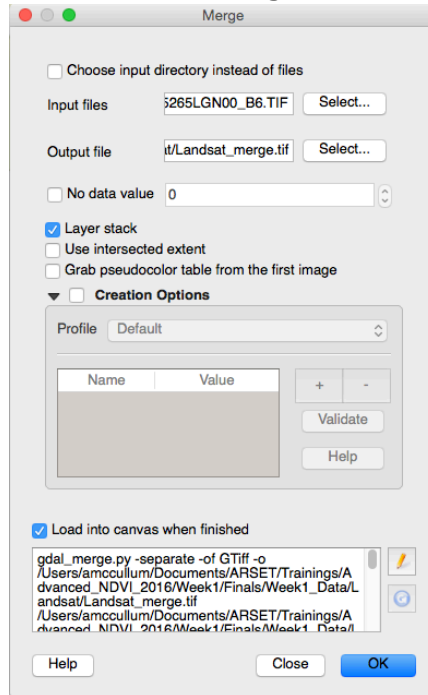 Merge
Choose input directory instead of files
Input files 5265LGN00_B6.TIF Select...
Output file at/Landsat_merge.tif Select...
No data value 0
Layer stack
Use intersected extent
Grab pseudocolor table from the first image
Creation Options
Profile Default
Name Value + -
Validate
Help
Load into canvas when finished
gdal_merge.py -separate -of GTiff -o
/Users/amccullum/Documents/ARSET/Trainings/A
dvanced_NDVI_2016/Week1/Finals/Week1_Data/L
andsat/Landsat_merge.tif
/Users/amccullum/Documents/ARSET/Trainings/A
dvanced_NDVI_2016/Week1/Finals/Week1_Data/L
Help Close OK